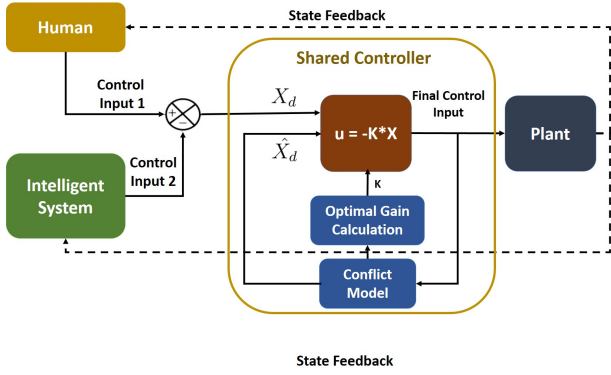 State Feedback
Human
Shared Controller
Control
Input 1
X_d
Final Control
Input
+
−
u = -K*X
Plant
X̂_d
Control
Input 2
Intelligent
System
K
Optimal Gain
Calculation
Conflict
Model
State Feedback